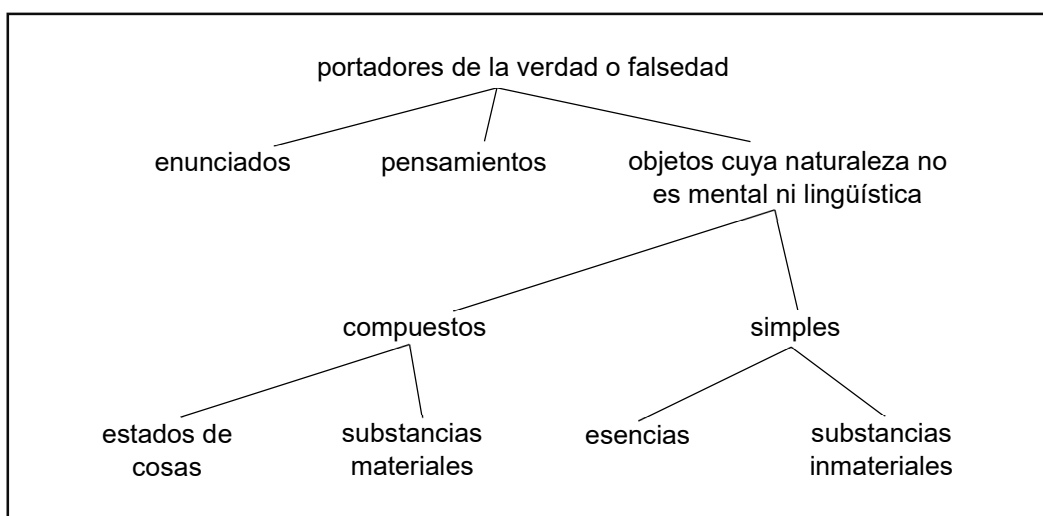 portadores de la verdad o falsedad
enunciados
pensamientos
objetos cuya naturaleza no
es mental ni lingüística
compuestos
simples
estados de
cosas
substancias
materiales
esencias
substancias
inmateriales